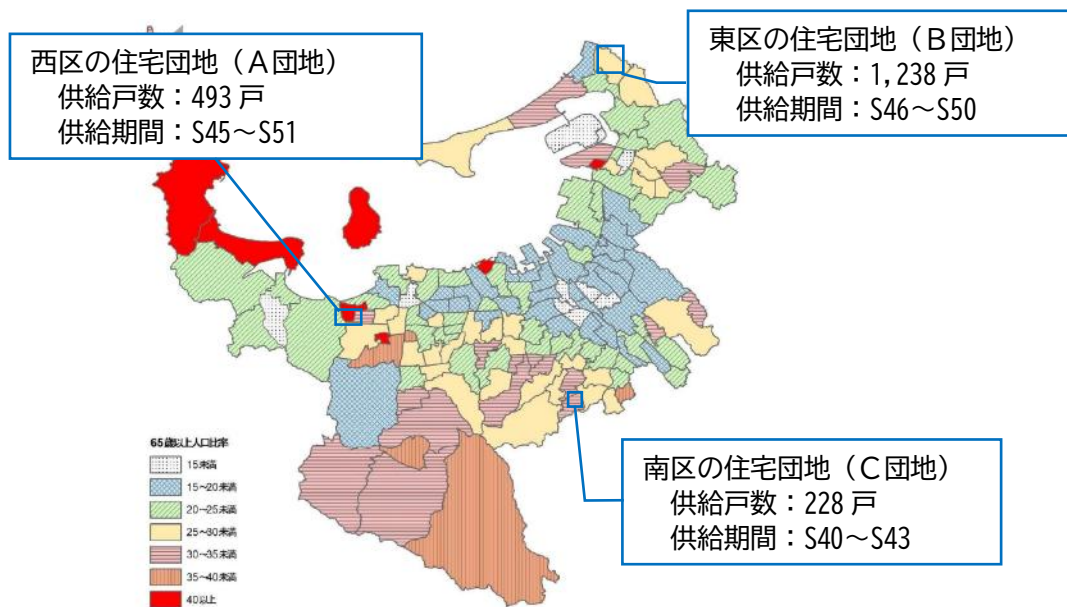 西区の住宅団地（Ａ団地）
供給戸数：493 戸
供給期間：S45～S51
東区の住宅団地（Ｂ団地）
供給戸数：1,238 戸
供給期間：S46～S50
南区の住宅団地（Ｃ団地）
供給戸数：228 戸
供給期間：S40～S43
65歳以上人口比率
15未満
15～20未満
20～25未満
25～30未満
30～35未満
35～40未満
40以上